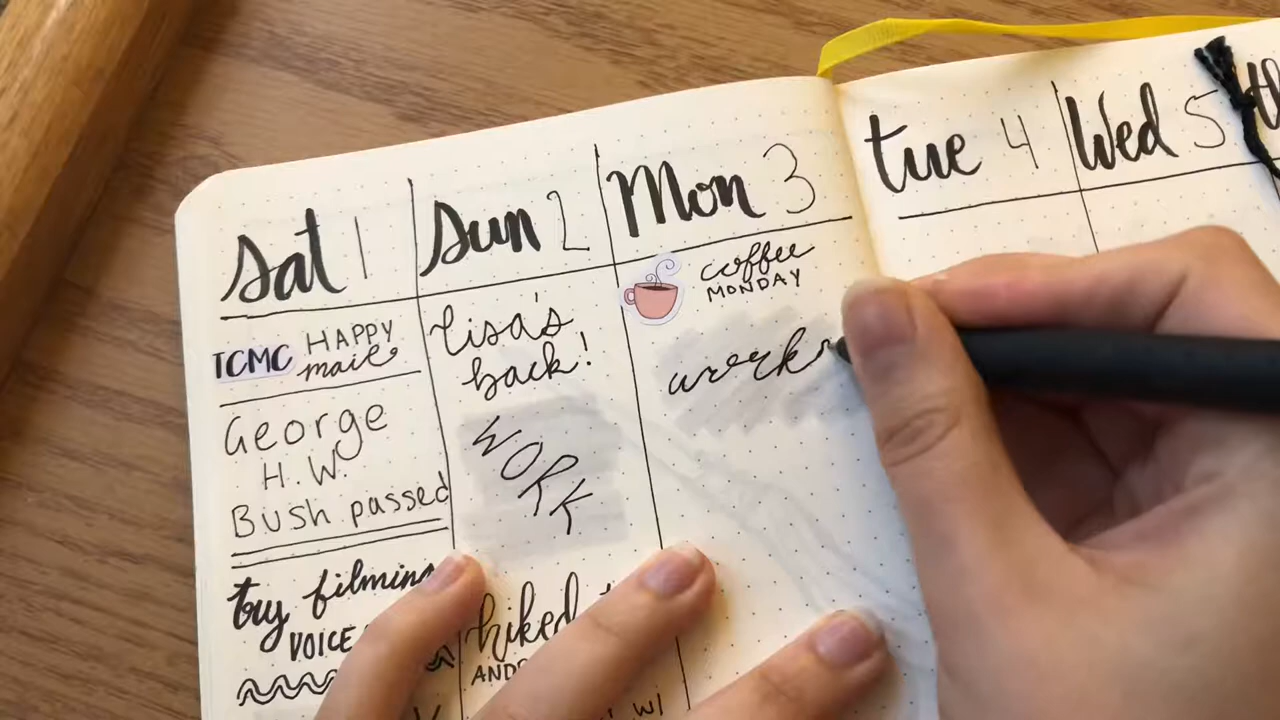 Sat 1
TCMC HAPPY
mail
George
H. W.
Bush passed
try filming
VOICE
Sun 2
Lisa's
back!
WORK
hiked
Mon 3
coffee
MONDAY
work
Tue 4
Wed 5